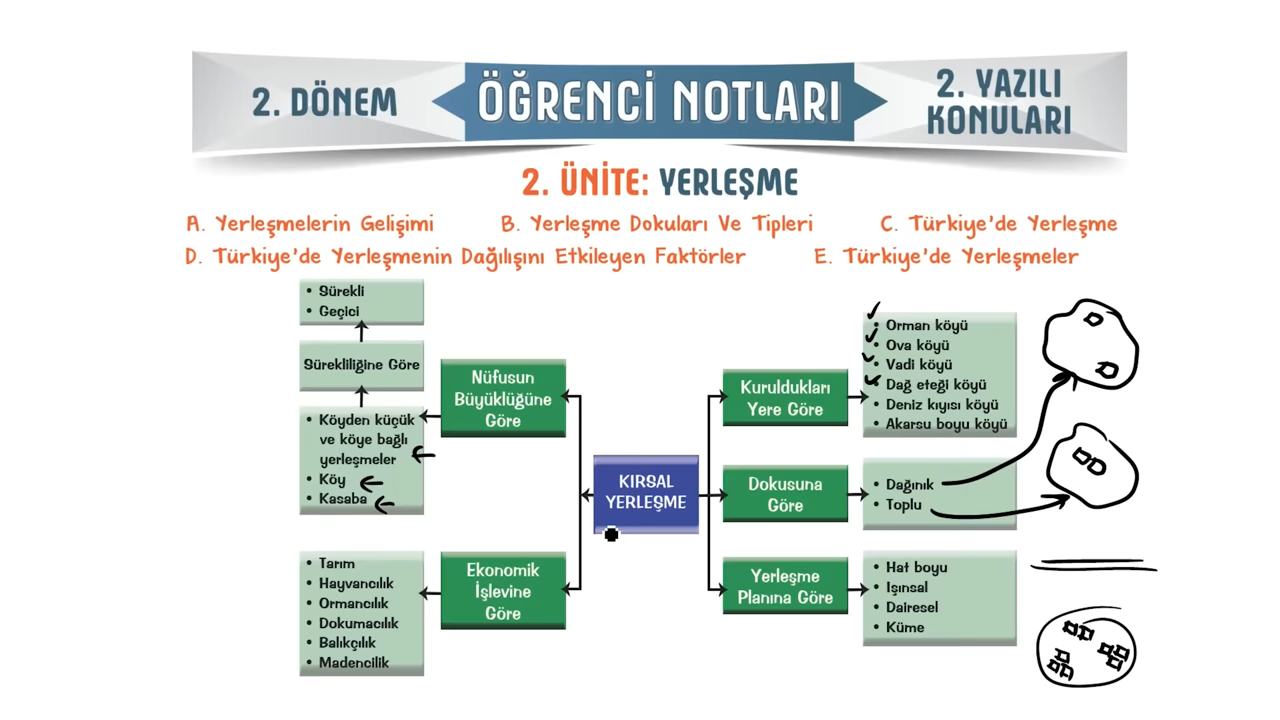 2. DÖNEM
ÖĞRENCİ NOTLARI
2. YAZILI
KONULARI
2. ÜNİTE: YERLEŞME
A. Yerleşmelerin Gelişimi
B. Yerleşme Dokuları Ve Tipleri
C. Türkiye'de Yerleşme
D. Türkiye'de Yerleşmenin Dağılışını Etkileyen Faktörler
E. Türkiye'de Yerleşmeler
• Sürekli
• Geçici
Sürekliliğine Göre
• Köyden küçük
ve köye bağlı
yerleşmeler
• Köy
• Kasaba
Nüfusun
Büyüklüğüne
Göre
• Tarım
• Hayvancılık
• Ormancılık
• Dokumacılık
• Balıkçılık
• Madencilik
Ekonomik
İşlevine
Göre
KIRSAL
YERLEŞME
Kuruldukları
Yere Göre
• Orman köyü
• Ova köyü
• Vadi köyü
• Dağ eteği köyü
• Deniz kıyısı köyü
• Akarsu boyu köyü
Dokusuna
Göre
• Dağınık
• Toplu
Yerleşme
Planına Göre
• Hat boyu
• Işınsal
• Dairesel
• Küme